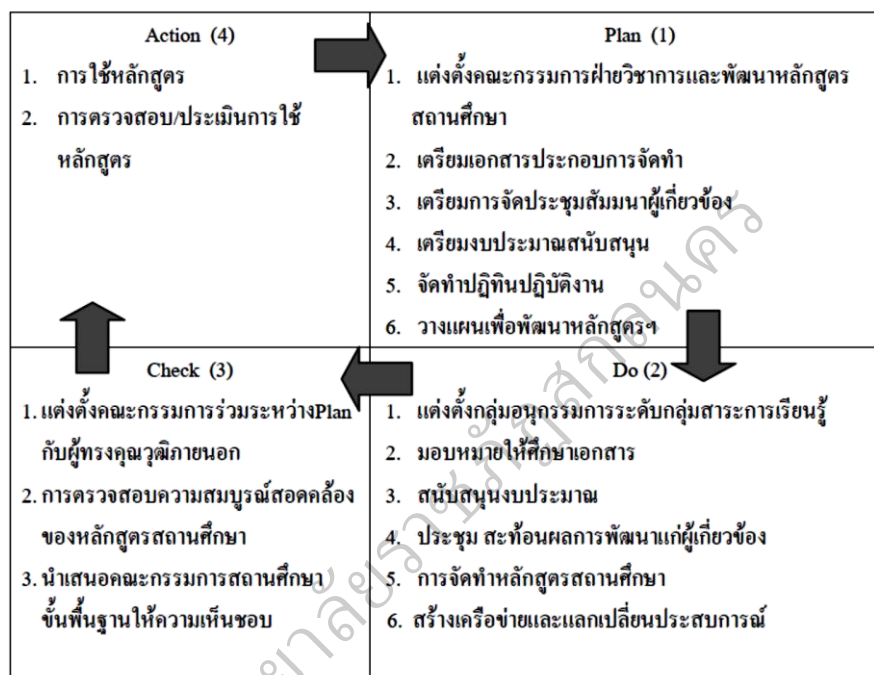 Action (4)
1. การใช้หลักสูตร
2. การตรวจสอบ/ประเมินการใช้
หลักสูตร
Plan (1)
1. แต่งตั้งคณะกรรมการฝ่ายวิชาการและพัฒนาหลักสูตร
สถานศึกษา
2. เตรียมเอกสารประกอบการจัดทำ
3. เตรียมการจัดประชุมสัมมนาผู้เกี่ยวข้อง
4. เตรียมงบประมาณสนับสนุน
5. จัดทำปฏิทินปฏิบัติงาน
6. วางแผนเพื่อพัฒนาหลักสูตรฯ
Check (3)
1. แต่งตั้งคณะกรรมการร่วมระหว่างPlan
กับผู้ทรงคุณวุฒิภายนอก
2. การตรวจสอบความสมบูรณ์สอดคล้อง
ของหลักสูตรสถานศึกษา
3. นำเสนอคณะกรรมการสถานศึกษา
ขั้นพื้นฐานให้ความเห็นชอบ
Do (2)
1. แต่งตั้งกลุ่มอนุกรรมการระดับกลุ่มสาระการเรียนรู้
2. มอบหมายให้ศึกษาเอกสาร
3. สนับสนุนงบประมาณ
4. ประชุม สะท้อนผลการพัฒนาแก่ผู้เกี่ยวข้อง
5. การจัดทำหลักสูตรสถานศึกษา
6. สร้างเครือข่ายและแลกเปลี่ยนประสบการณ์
ยาลัยราชภัฏสกลนคร